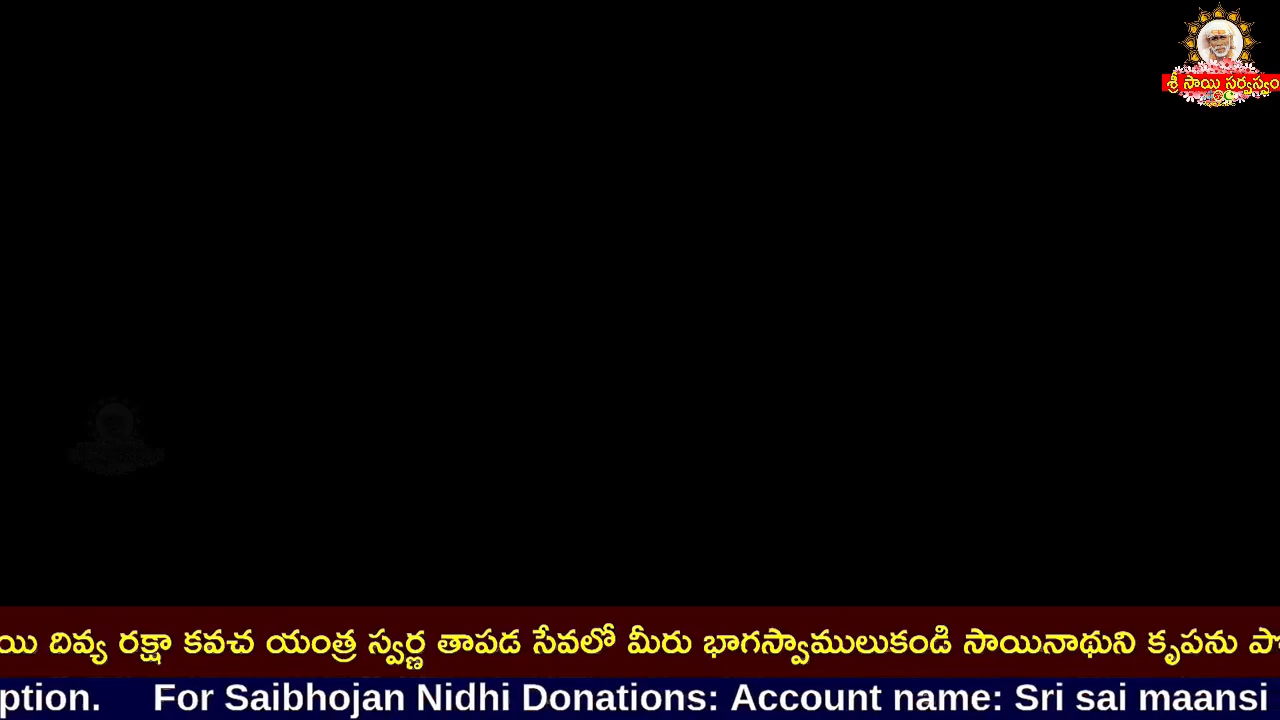 శ్రీ సాయి సర్వస్వం
యి దివ్య రక్షా కవచ యంత్ర స్వర్ణ తాపడ సేవలో మీరు భాగస్వాములుకండి సాయినాథుని కృపను పొ
ption. For Saibhojan Nidhi Donations: Account name: Sri sai maansi